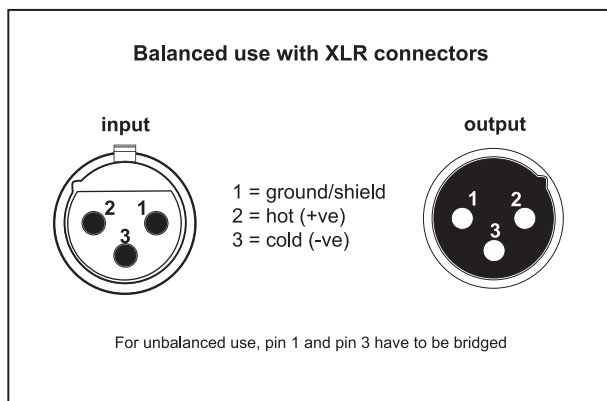 Balanced use with XLR connectors
input
output
2 1
3
1 = ground/shield
2 = hot (+ve)
3 = cold (-ve)
1 2
3
For unbalanced use, pin 1 and pin 3 have to be bridged